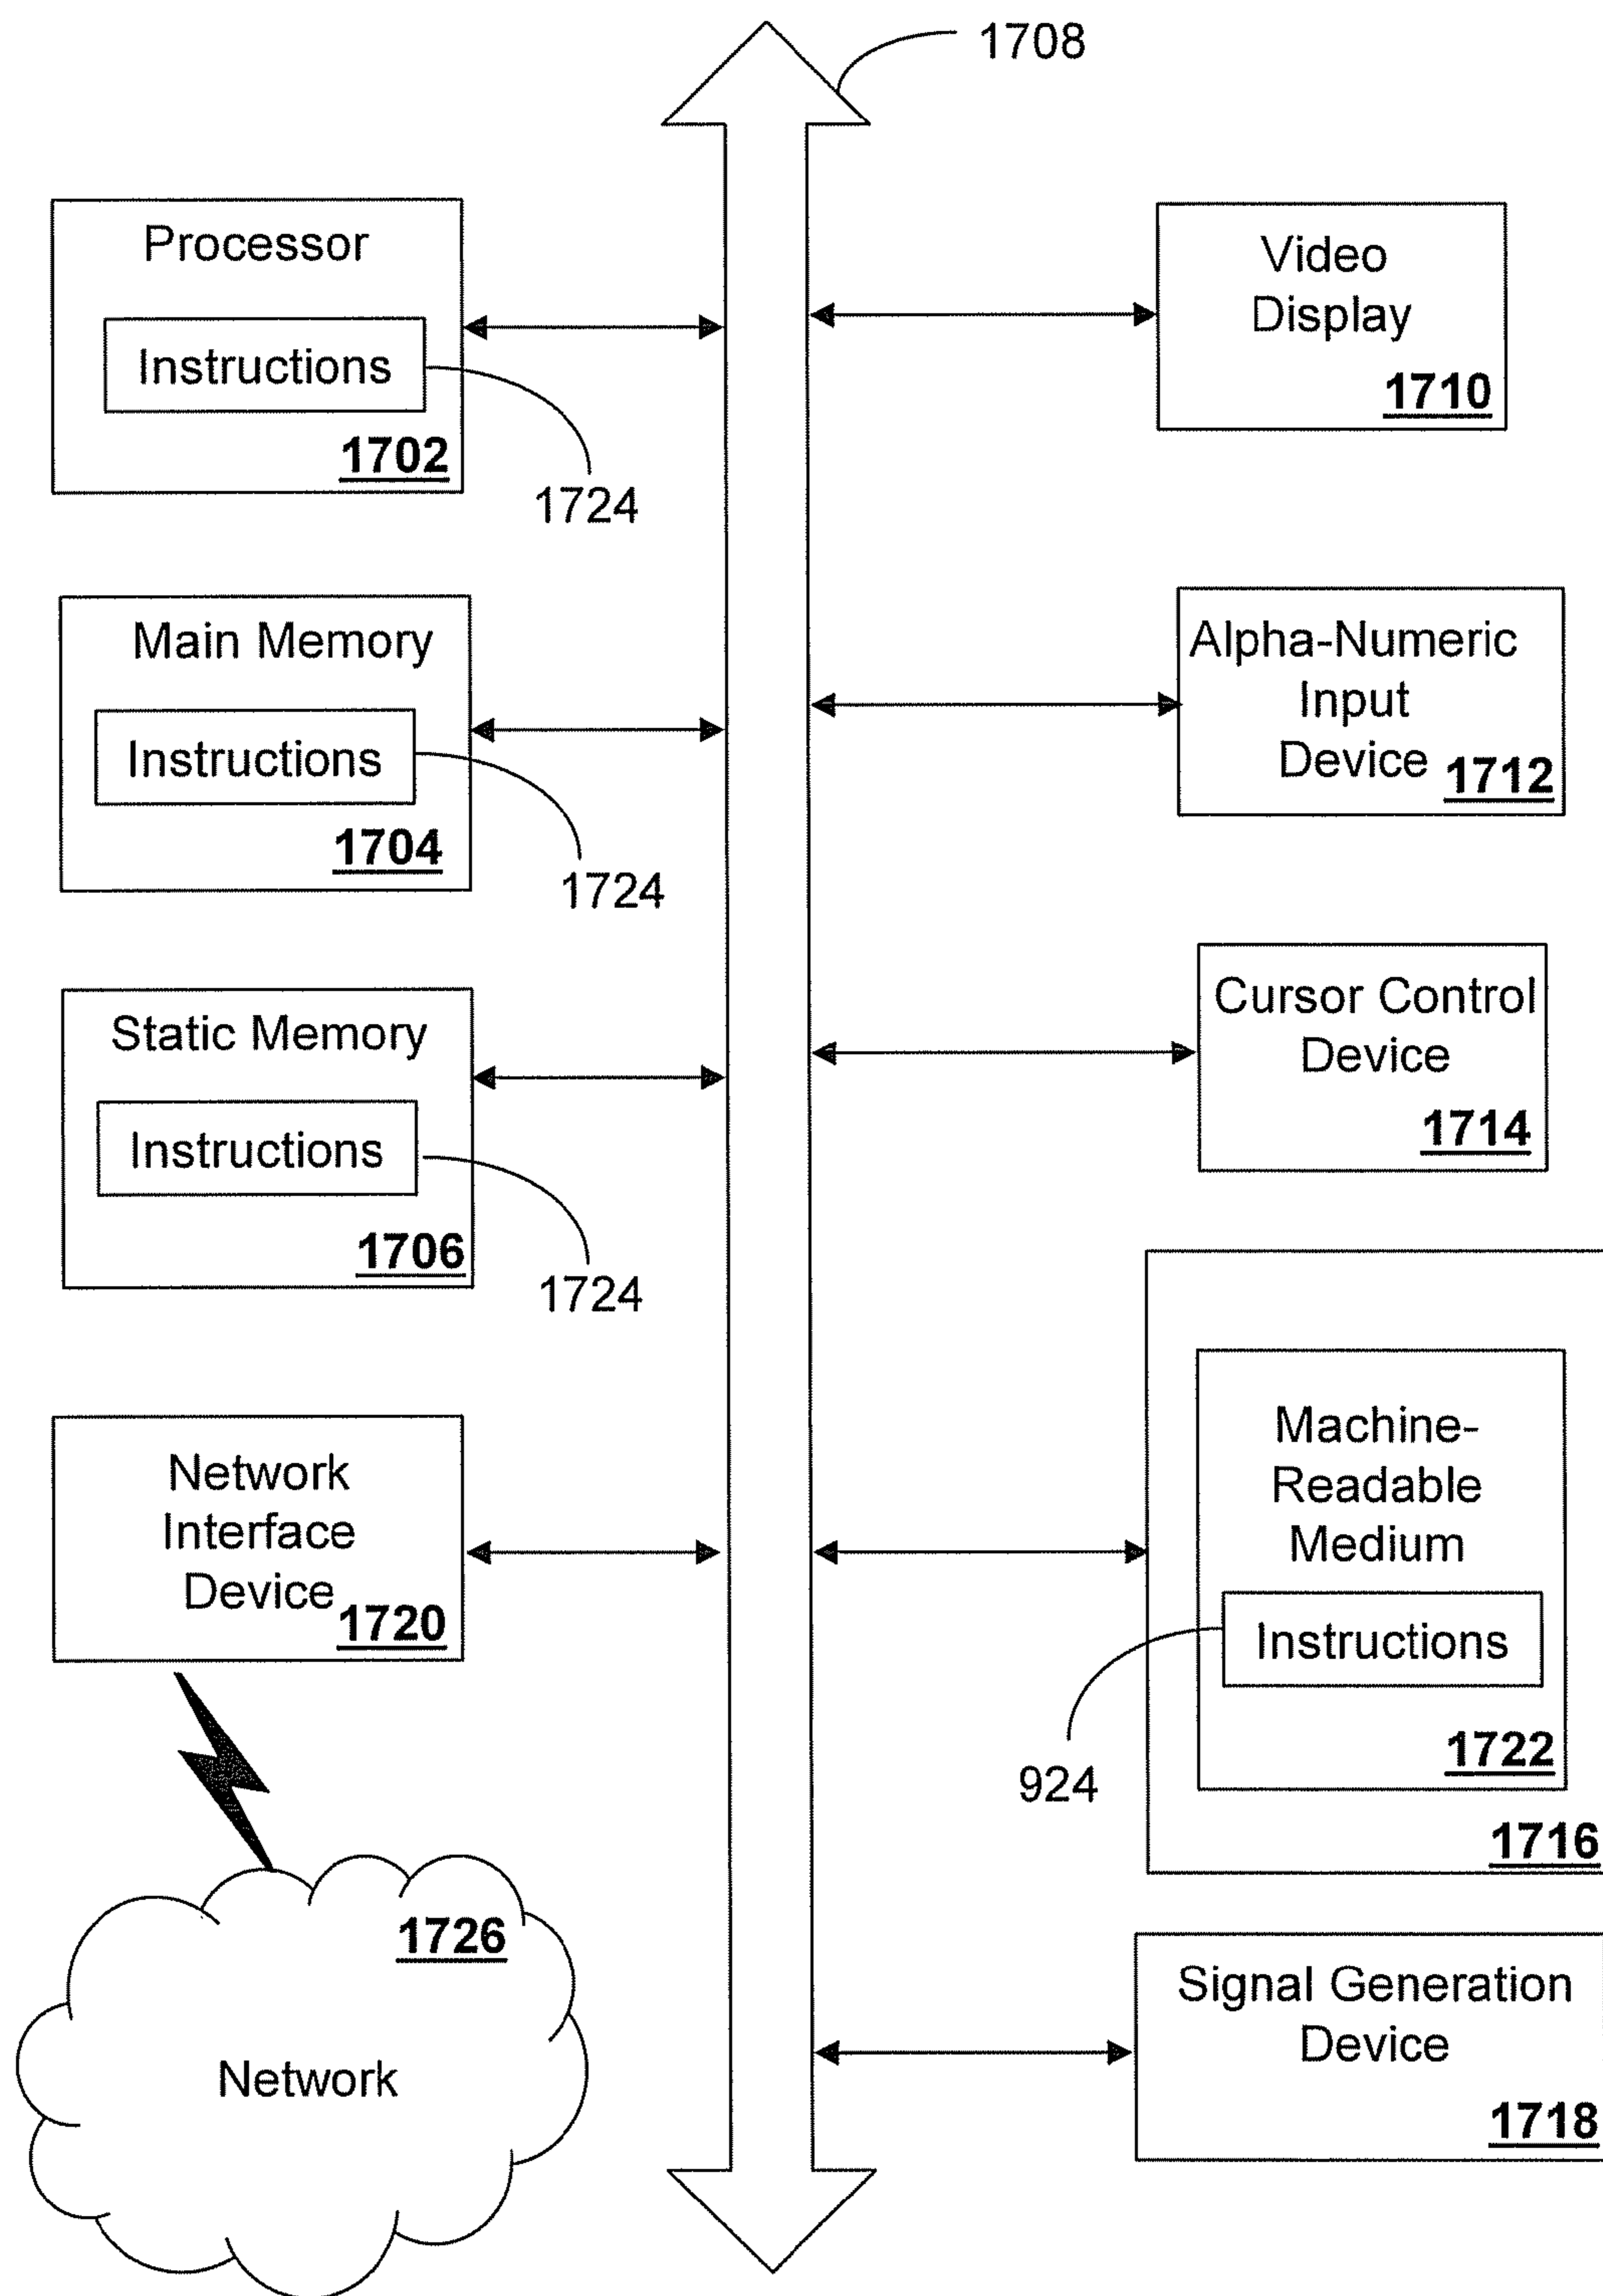 1708
Processor
Instructions
1702
1724
Main Memory
Instructions
1704
1724
Static Memory
Instructions
1706
1724
Network
Interface
Device
1720
1726
Network
Video
Display
1710
Alpha-Numeric
Input
Device
1712
Cursor Control
Device
1714
Machine-
Readable
Medium
Instructions
924
1722
1716
Signal Generation
Device
1718